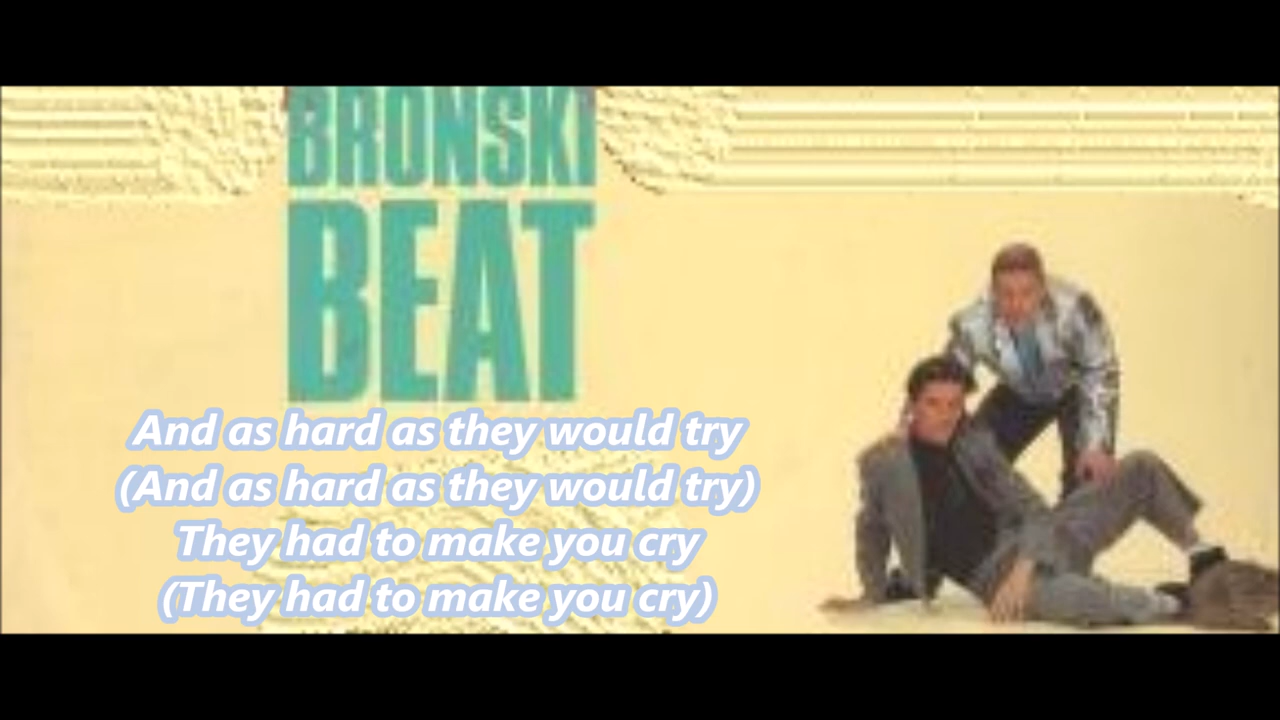 BRONSKI
BEAT
And as hard as they would try
(And as hard as they would try)
They had to make you cry
(They had to make you cry)